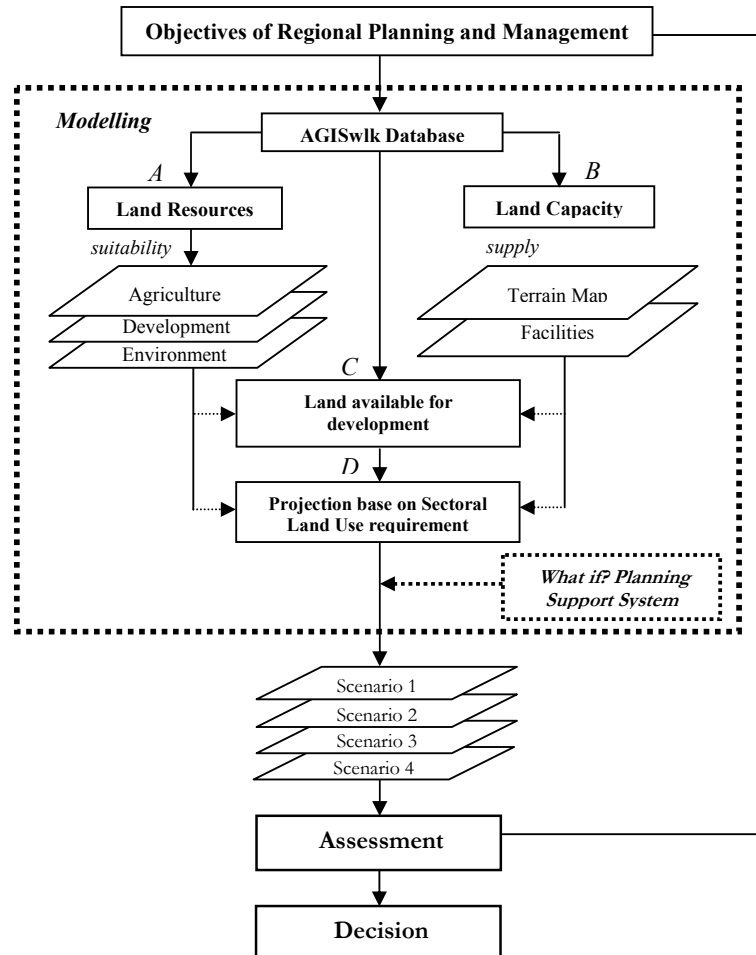 Objectives of Regional Planning and Management
Modelling
AGISwlk Database
A
B
Land Resources
Land Capacity
suitability
supply
Agriculture
Development
Environment
Terrain Map
Facilities
C
Land available for
development
D
Projection base on Sectoral
Land Use requirement
What if? Planning
Support System
Scenario 1
Scenario 2
Scenario 3
Scenario 4
Assessment
Decision